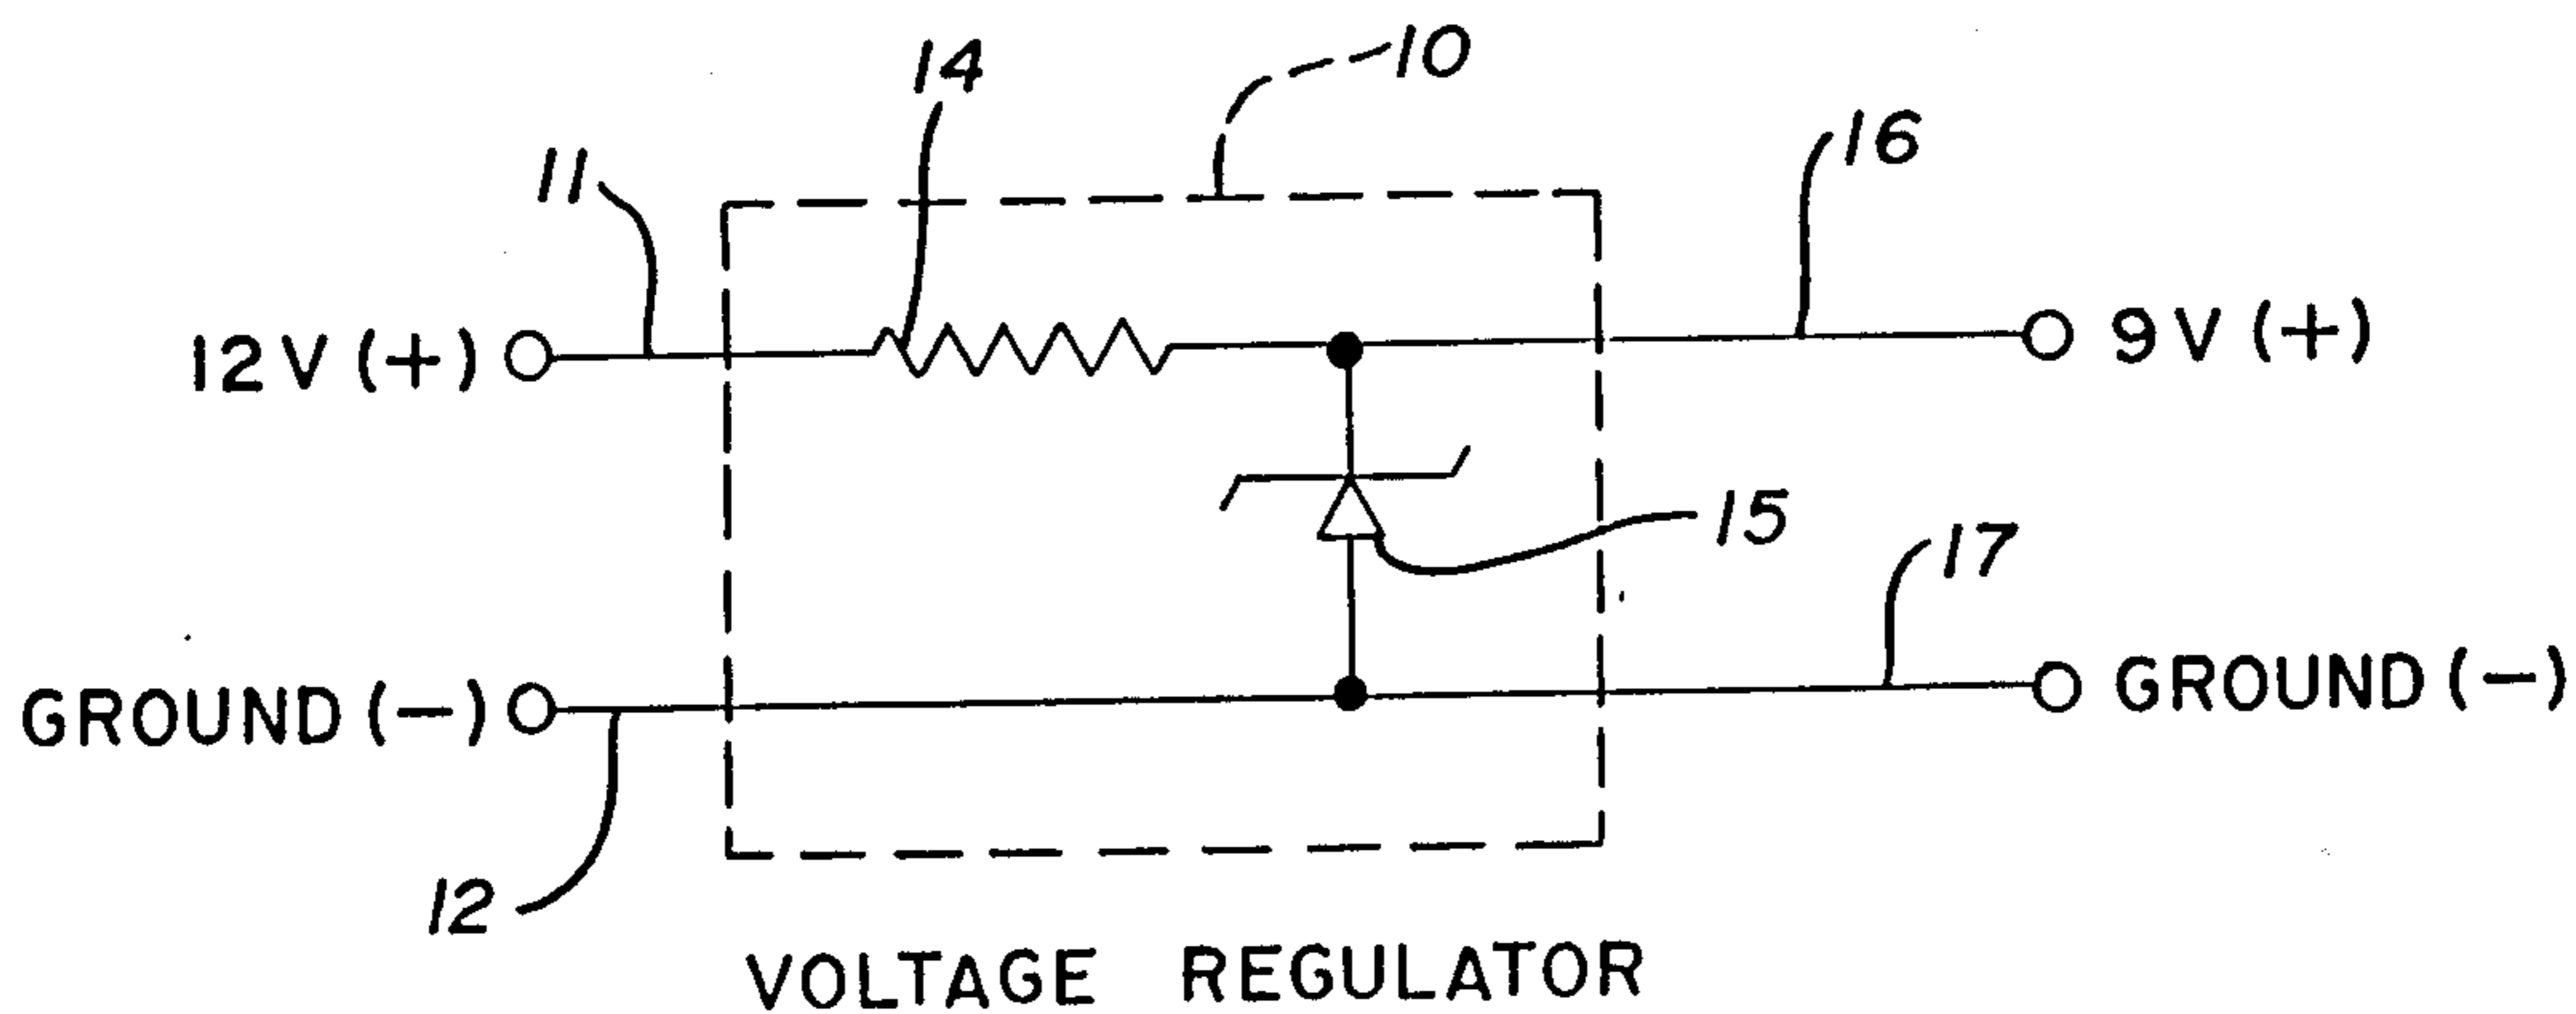 14
10
11
16
12V (+)
9V (+)
15
17
GROUND (-)
GROUND (-)
12
VOLTAGE REGULATOR